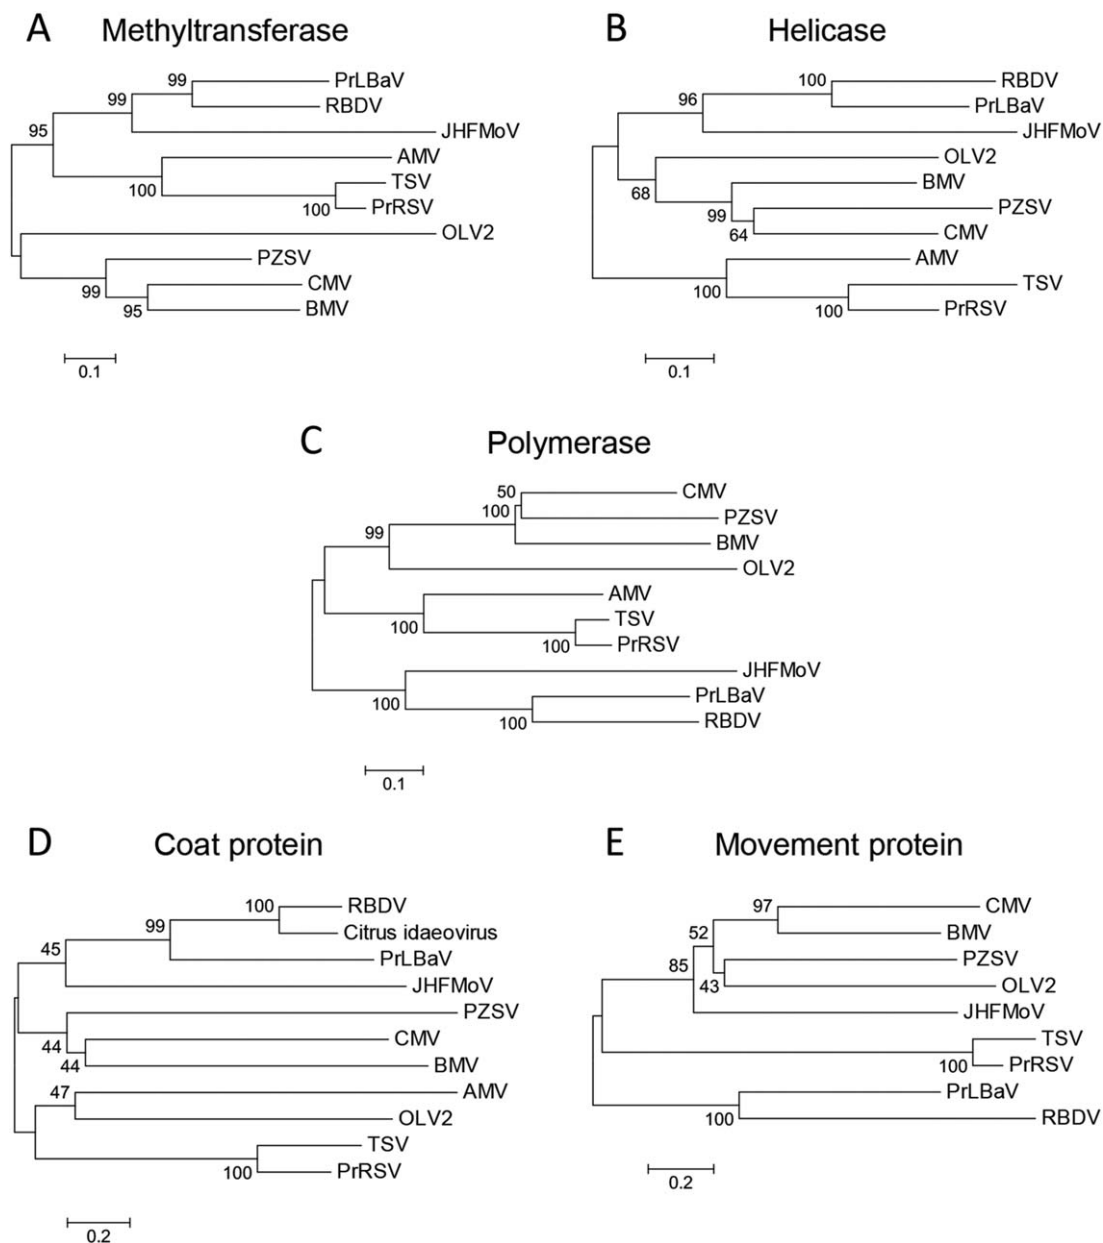 A Methyltransferase
99 PrLBaV
99 RBDV
95 JHFMoV
AMV
100 TSV
100 PrRSV
OLV2
PZSV
99 CMV
95 BMV
0.1
B Helicase
100 RBDV
96 PrLBaV
JHFMoV
OLV2
68 BMV
99 PZSV
64 CMV
AMV
100 TSV
100 PrRSV
0.1
C Polymerase
50 CMV
100 PZSV
99 BMV
OLV2
AMV
100 TSV
100 PrRSV
JHFMoV
100 PrLBaV
100 RBDV
0.1
D Coat protein
100 RBDV
99 Citrus idaeovirus
45 PrLBaV
JHFMoV
PZSV
44 CMV
44 BMV
47 AMV
OLV2
TSV
100 PrRSV
0.2
E Movement protein
97 CMV
52 BMV
85 PZSV
43 OLV2
JHFMoV
TSV
100 PrRSV
PrLBaV
100 RBDV
0.2